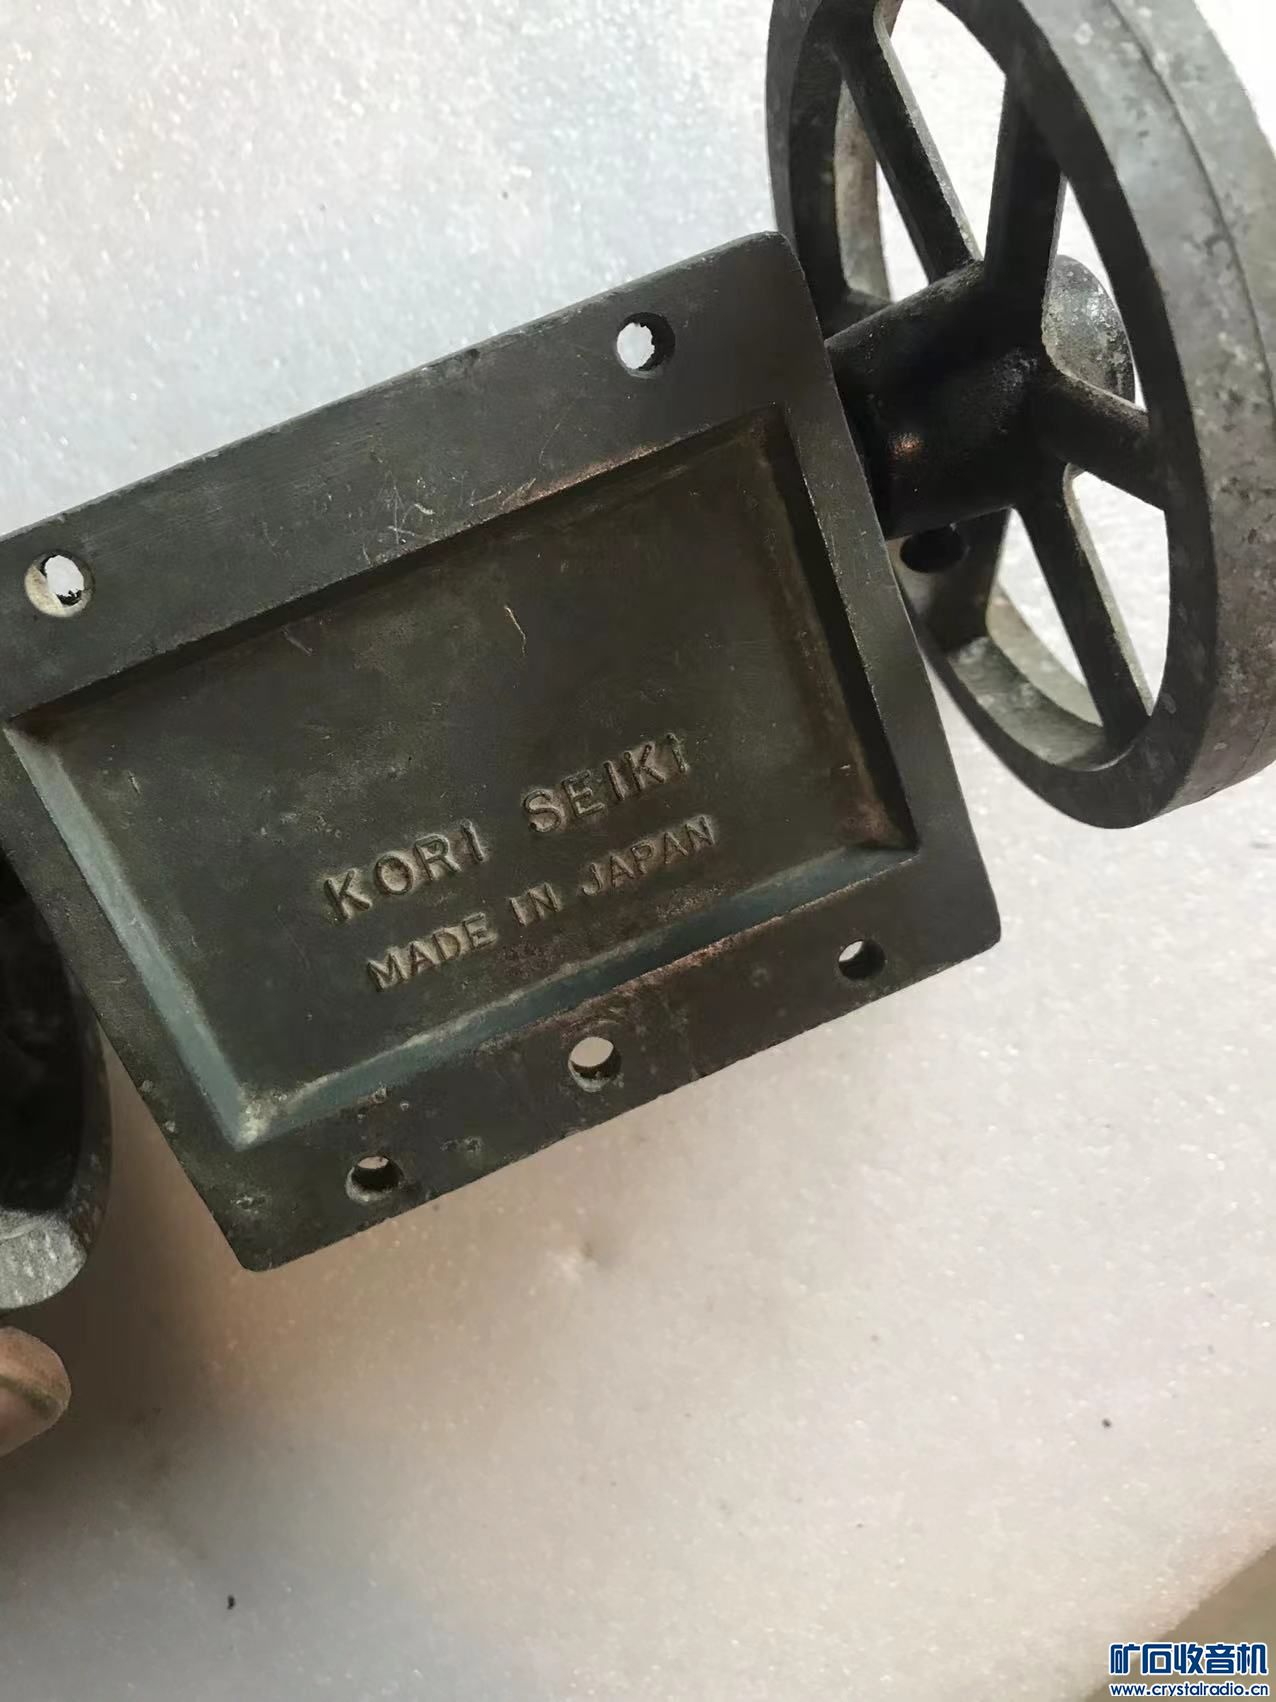 KORI SEIKI
MADE IN JAPAN
矿石收音机
www.crystalradio.cn